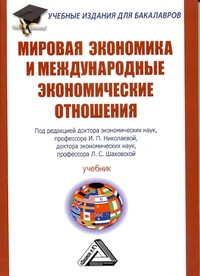 УЧЕБНЫЕ ИЗДАНИЯ ДЛЯ БАКАЛАВРОВ
МИРОВАЯ ЭКОНОМИКА
И МЕЖДУНАРОДНЫЕ
ЭКОНОМИЧЕСКИЕ
ОТНОШЕНИЯ
Под редакцией доктора экономических наук,
профессора И. П. Николаевой,
доктора экономических наук,
профессора Л. С. Шаховской
учебник